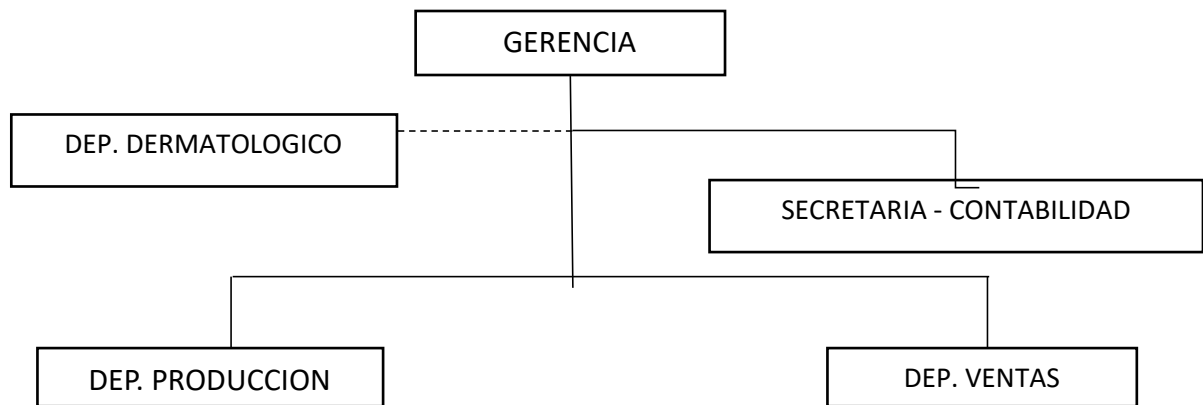 GERENCIA
DEP. DERMATOLOGICO
SECRETARIA - CONTABILIDAD
DEP. PRODUCCION
DEP. VENTAS